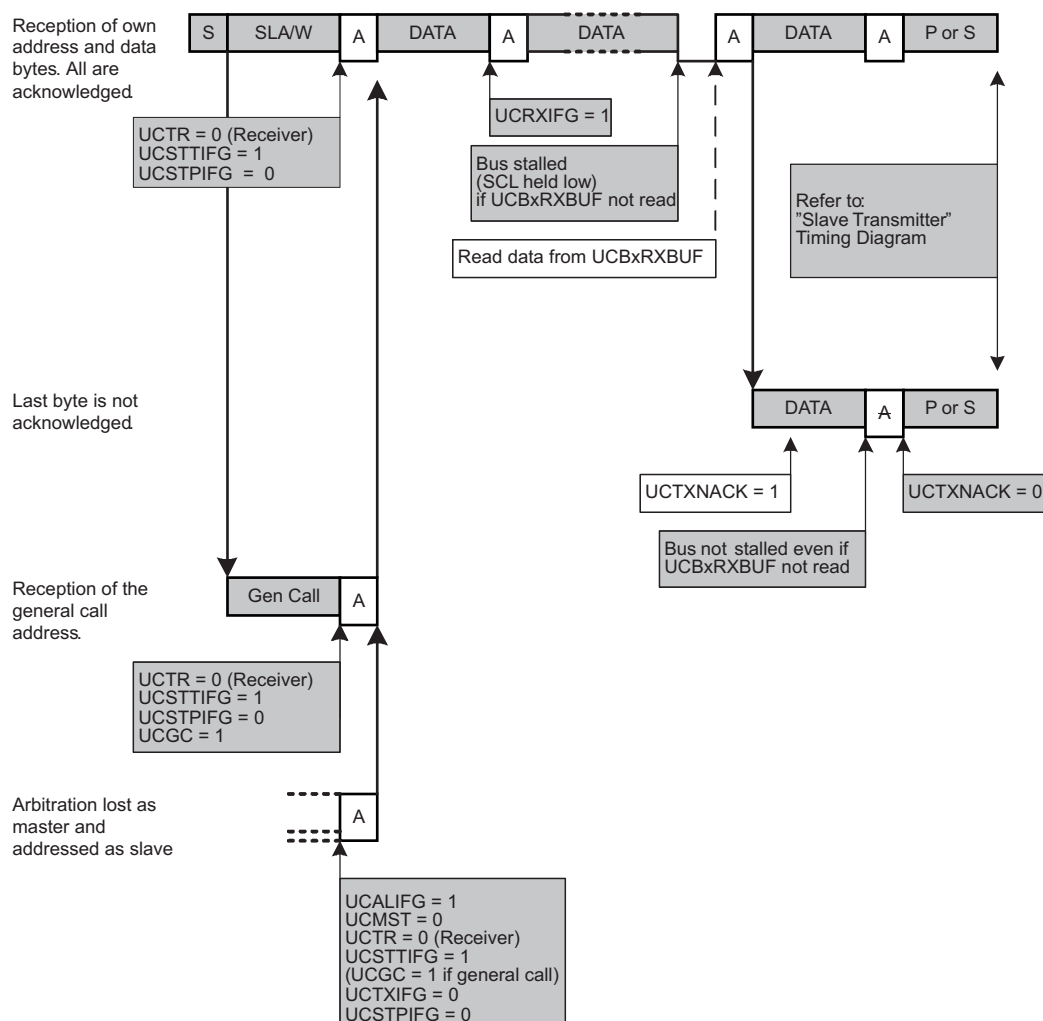 Reception of own
address and data
bytes. All are
acknowledged.
S SLA/W A DATA A DATA A DATA A P or S
UCTR = 0 (Receiver)
UCSTTIFG = 1
UCSTPIFG = 0
UCRXIFG = 1
Bus stalled
(SCL held low)
if UCBxRXBUF not read
Read data from UCBxRXBUF
Refer to:
"Slave Transmitter"
Timing Diagram
Last byte is not
acknowledged.
DATA A P or S
UCTXNACK = 1
UCTXNACK = 0
Bus not stalled even if
UCBxRXBUF not read
Reception of the
general call
address.
Gen Call A
UCTR = 0 (Receiver)
UCSTTIFG = 1
UCSTPIFG = 0
UCGC = 1
Arbitration lost as
master and
addressed as slave
A
UCALIFG = 1
UCMST = 0
UCTR = 0 (Receiver)
UCSTTIFG = 1
(UCGC = 1 if general call)
UCTXIFG = 0
UCSTPIFG = 0